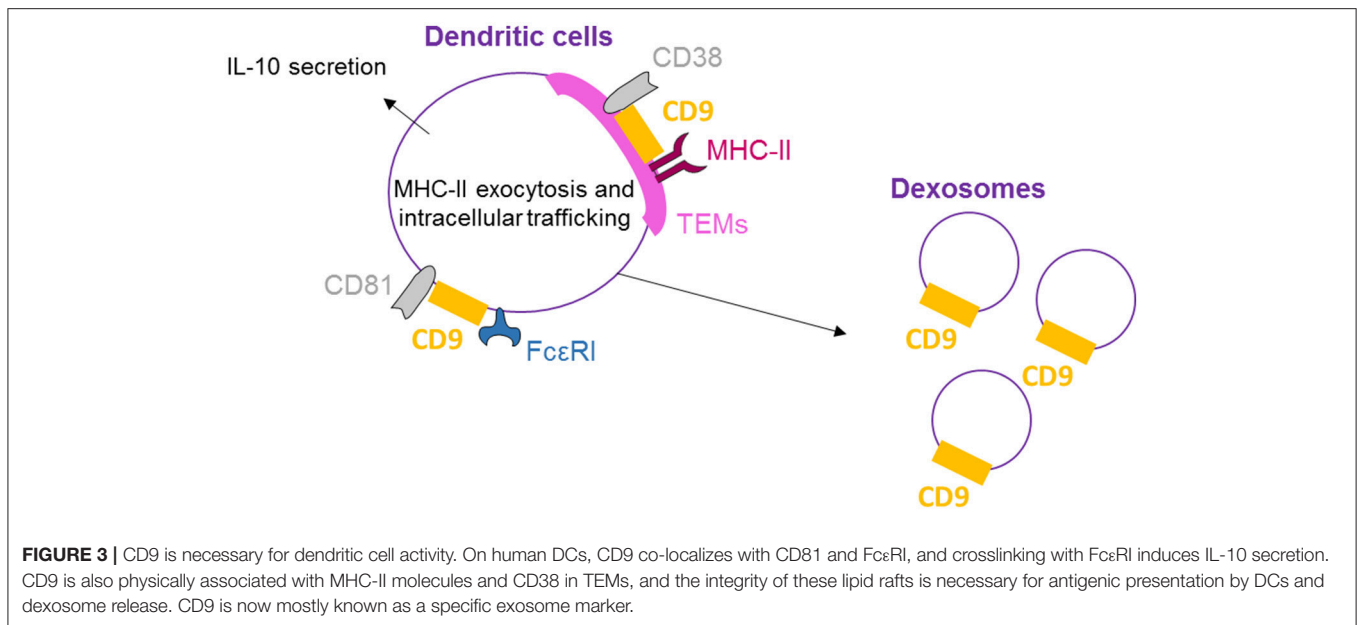 Dendritic cells
IL-10 secretion
CD38
CD9
MHC-II
MHC-II exocytosis and
intracellular trafficking
TEMs
CD81
CD9
FcεRI
Dexosomes
CD9
CD9
CD9
FIGURE 3 | CD9 is necessary for dendritic cell activity. On human DCs, CD9 co-localizes with CD81 and FcεRI, and crosslinking with FcεRI induces IL-10 secretion.
CD9 is also physically associated with MHC-II molecules and CD38 in TEMs, and the integrity of these lipid rafts is necessary for antigenic presentation by DCs and
dexosome release. CD9 is now mostly known as a specific exosome marker.